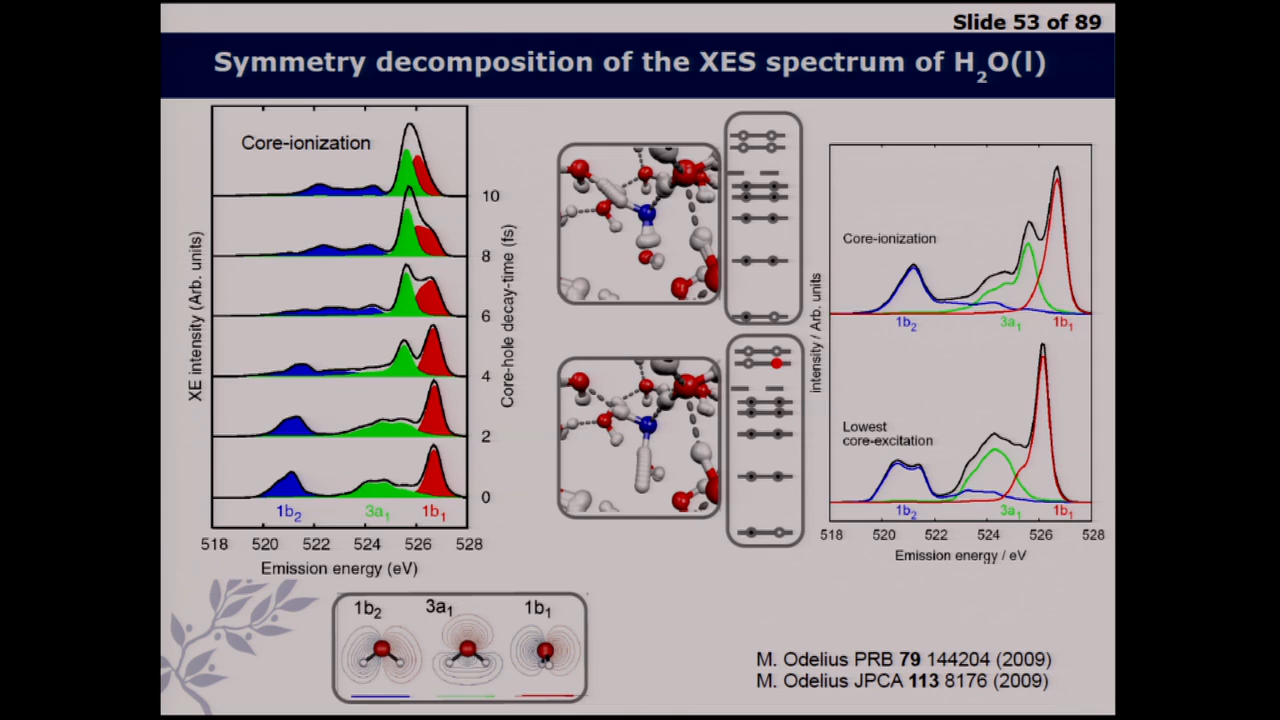 Slide 53 of 89
Symmetry decomposition of the XES spectrum of H2O(l)
Core-ionization
XE intensity (Arb. units)
10
8
6
4
2
0
Core-hole decay-time (fs)
1b2 3a1 1b1
518 520 522 524 526 528
Emission energy (eV)
intensity / Arb. units
Core-ionization
1b2 3a1 1b1
Lowest
core-excitation
1b2 3a1 1b1
518 520 522 524 526 528
Emission energy / eV
1b2 3a1 1b1
M. Odelius PRB 79 144204 (2009)
M. Odelius JPCA 113 8176 (2009)